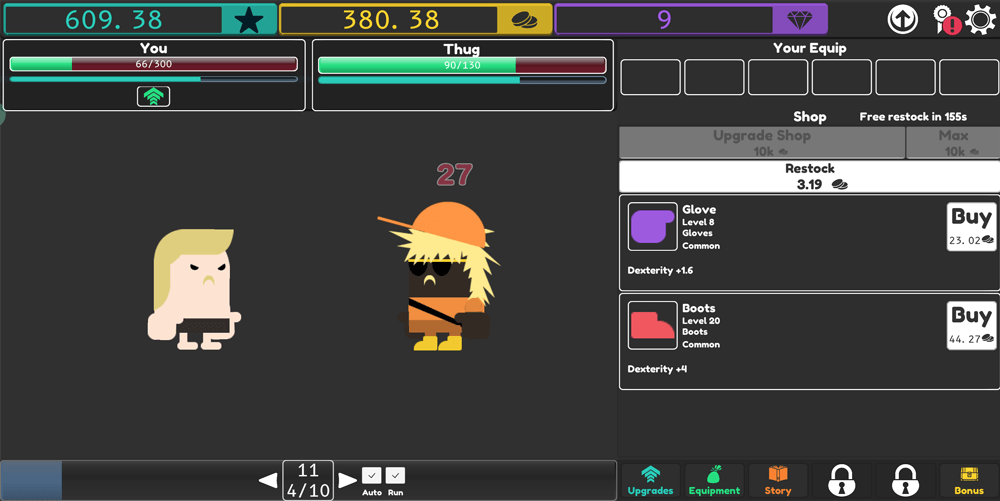 609. 38
380. 38
9
You
66/300
Thug
90/130
27
Your Equip
Shop
Free restock in 155s
Upgrade Shop
10k
Max
10k
Restock
3.19
Glove
Level 8
Gloves
Common
Dexterity +1.6
Buy
23. 02
Boots
Level 20
Boots
Common
Dexterity +4
Buy
44. 27
11
4/10
Auto
Run
Upgrades
Equipment
Story
Bonus